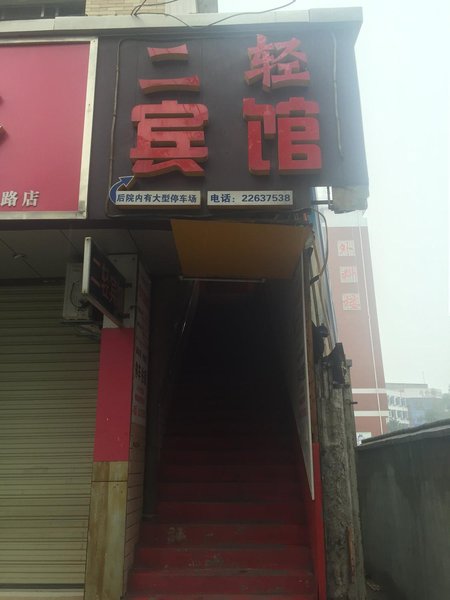 二轻
宾馆
后院内有大型停车场
电话：22637538
路店